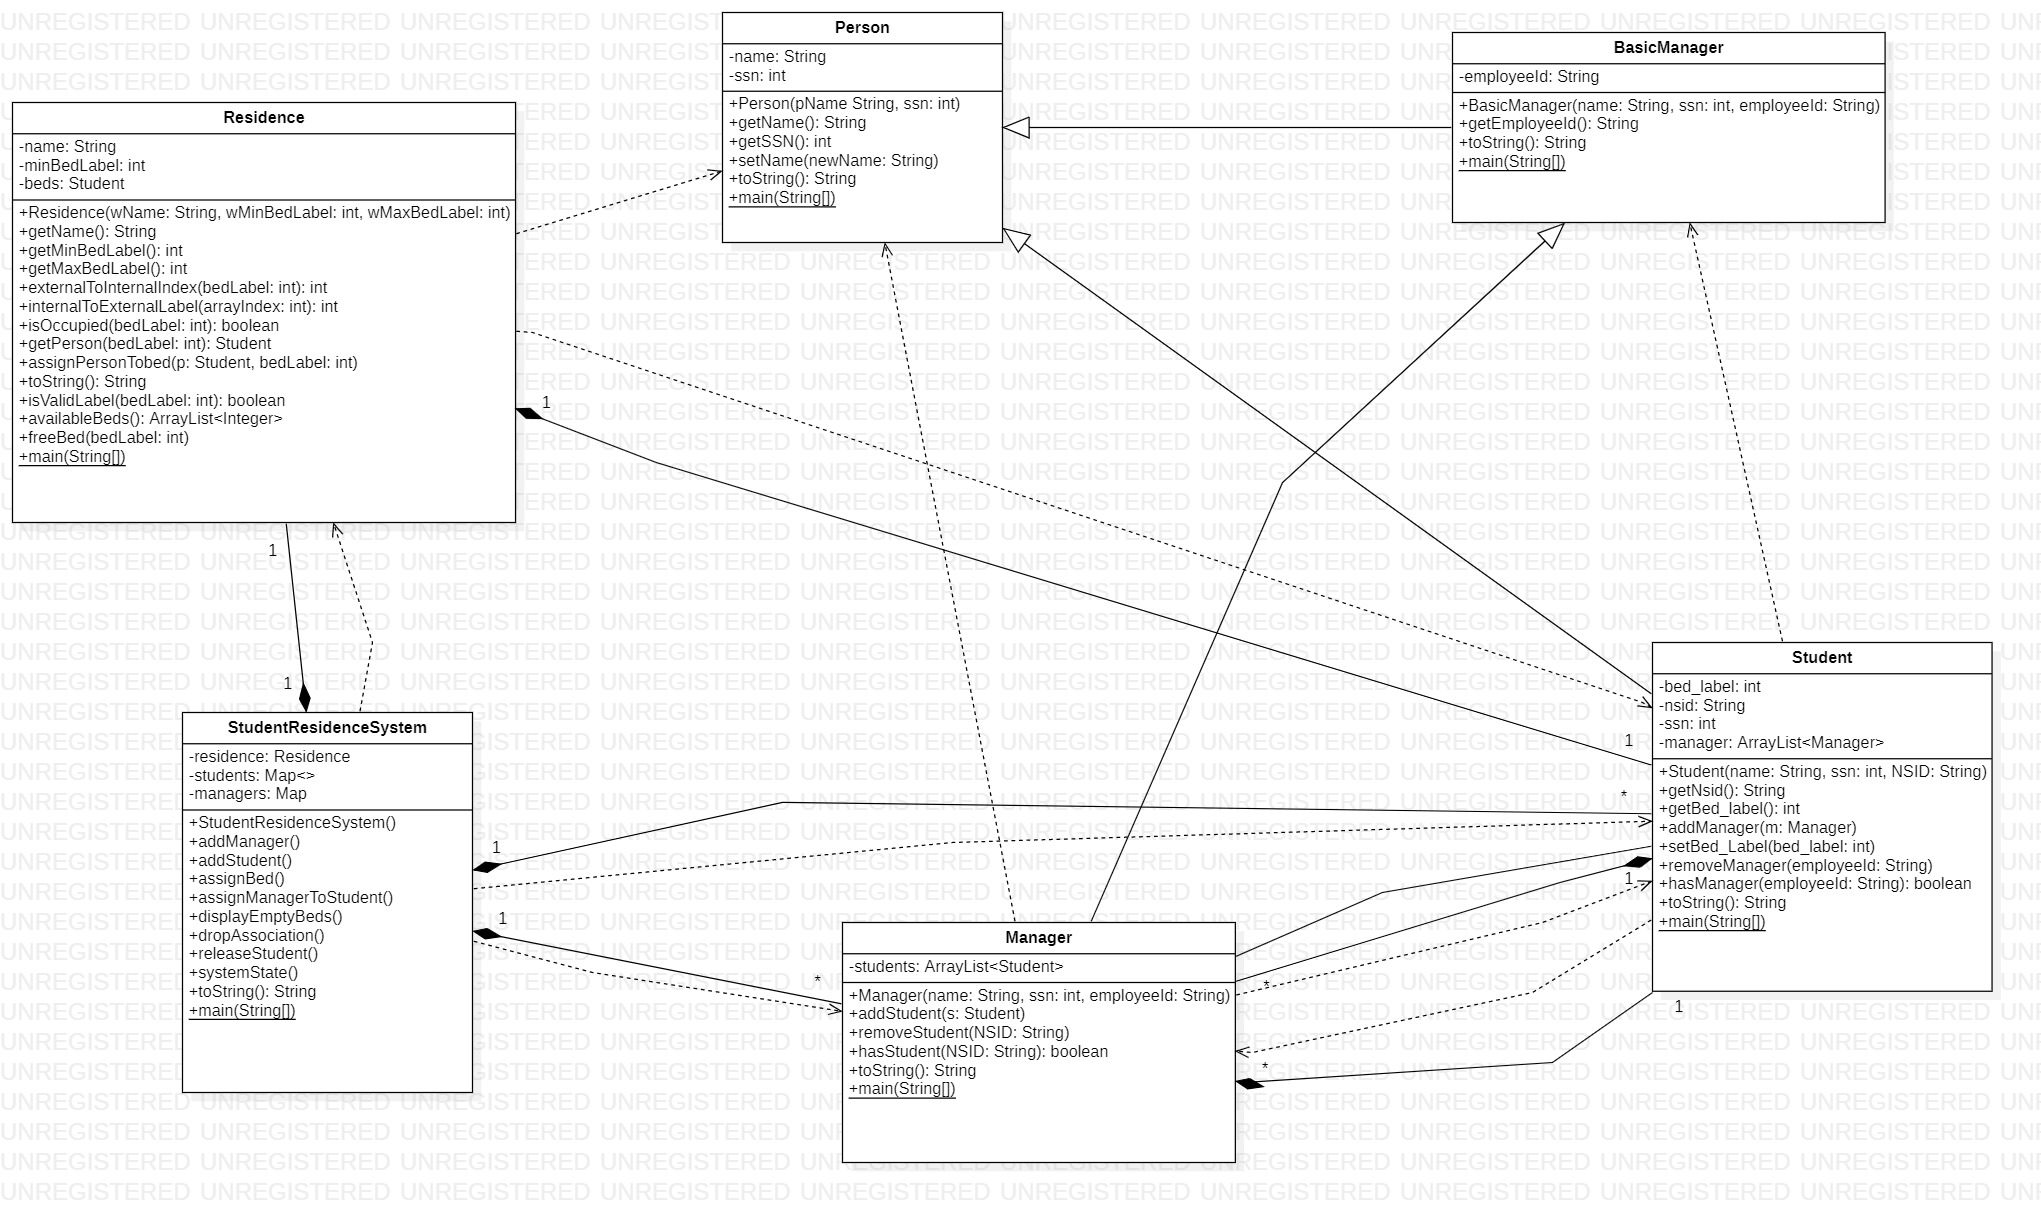 Person
-name: String
-ssn: int
+Person(pName String, ssn: int)
+getName(): String
+getSSN(): int
+setName(newName: String)
+toString(): String
+main(String[])
BasicManager
-employeeId: String
+BasicManager(name: String, ssn: int, employeeId: String)
+getEmployeeId(): String
+toString(): String
+main(String[])
Residence
-name: String
-minBedLabel: int
-beds: Student
+Residence(wName: String, wMinBedLabel: int, wMaxBedLabel: int)
+getName(): String
+getMinBedLabel(): int
+getMaxBedLabel(): int
+externalToInternalIndex(bedLabel: int): int
+internalToExternalLabel(arrayIndex: int): int
+isOccupied(bedLabel: int): boolean
+getPerson(bedLabel: int): Student
+assignPersonTobed(p: Student, bedLabel: int)
+toString(): String
+isValidLabel(bedLabel: int): boolean
+availableBeds(): ArrayList<Integer>
+freeBed(bedLabel: int)
+main(String[])
1
1
1
StudentResidenceSystem
-residence: Residence
-students: Map<>
-managers: Map
+StudentResidenceSystem()
+addManager()
+addStudent()
+assignBed()
+assignManagerToStudent()
+displayEmptyBeds()
+dropAssociation()
+releaseStudent()
+systemState()
+toString(): String
+main(String[])
1
1
*
Manager
-students: ArrayList<Student>
+Manager(name: String, ssn: int, employeeId: String)
+addStudent(s: Student)
+removeStudent(NSID: String)
+hasStudent(NSID: String): boolean
+toString(): String
+main(String[])
*
*
1
*
1
1
Student
-bed_label: int
-nsid: String
-ssn: int
-manager: ArrayList<Manager>
+Student(name: String, ssn: int, NSID: String)
+getNsid(): String
+getBed_label(): int
+addManager(m: Manager)
+setBed_Label(bed_label: int)
+removeManager(employeeId: String)
+hasManager(employeeId: String): boolean
+toString(): String
+main(String[])
UNREGISTERED